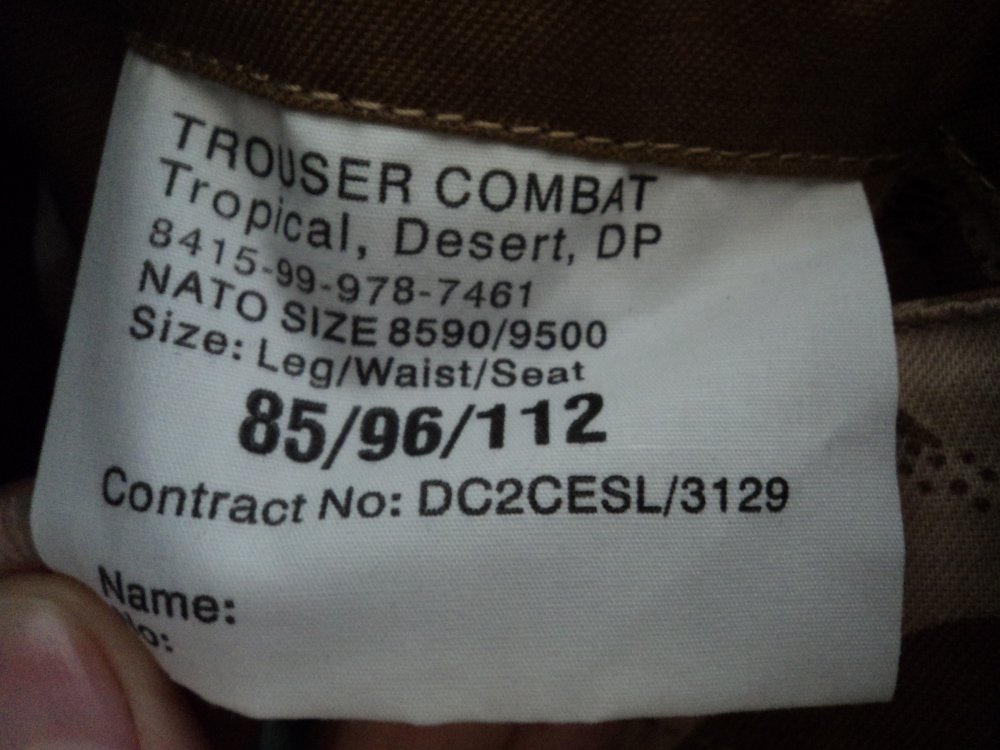 TROUSER COMBAT
Tropical, Desert, DP
8415-99-978-7461
NATO SIZE 8590/9500
Size: Leg/Waist/Seat
85/96/112
Contract No: DC2CESL/3129
Name:
No: